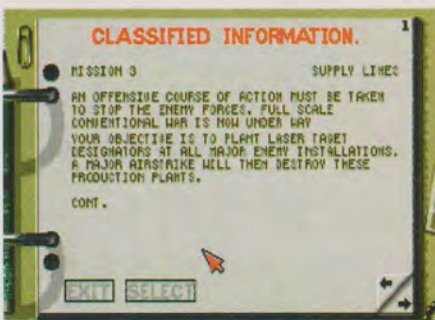 1
CLASSIFIED INFORMATION.
MISSION 3 SUPPLY LINES
AN OFFENSIVE COURSE OF ACTION MUST BE TAKEN
TO STOP THE ENEMY FORCES. FULL SCALE
CONVENTIONAL WAR IS NOW UNDER WAY
YOUR OBJECTIVE IS TO PLANT LASER TAGET
DESIGNATORS AT ALL MAJOR ENEMY INSTALLATIONS.
A MAJOR AIRSTRIKE WILL THEN DESTROY THESE
PRODUCTION PLANTS.
CONT.
EXIT SELECT